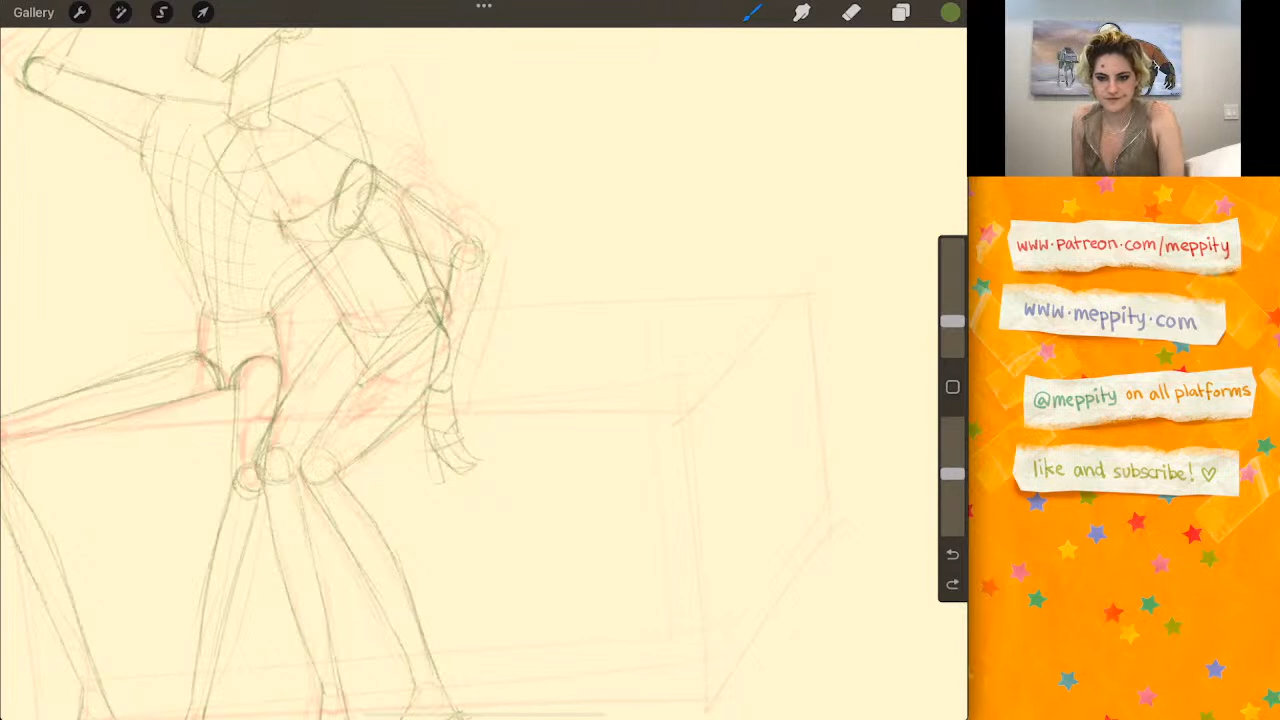 Gallery
www.patreon.com/meppity
www.meppity.com
@meppity on all platforms
like and subscribe! ♡